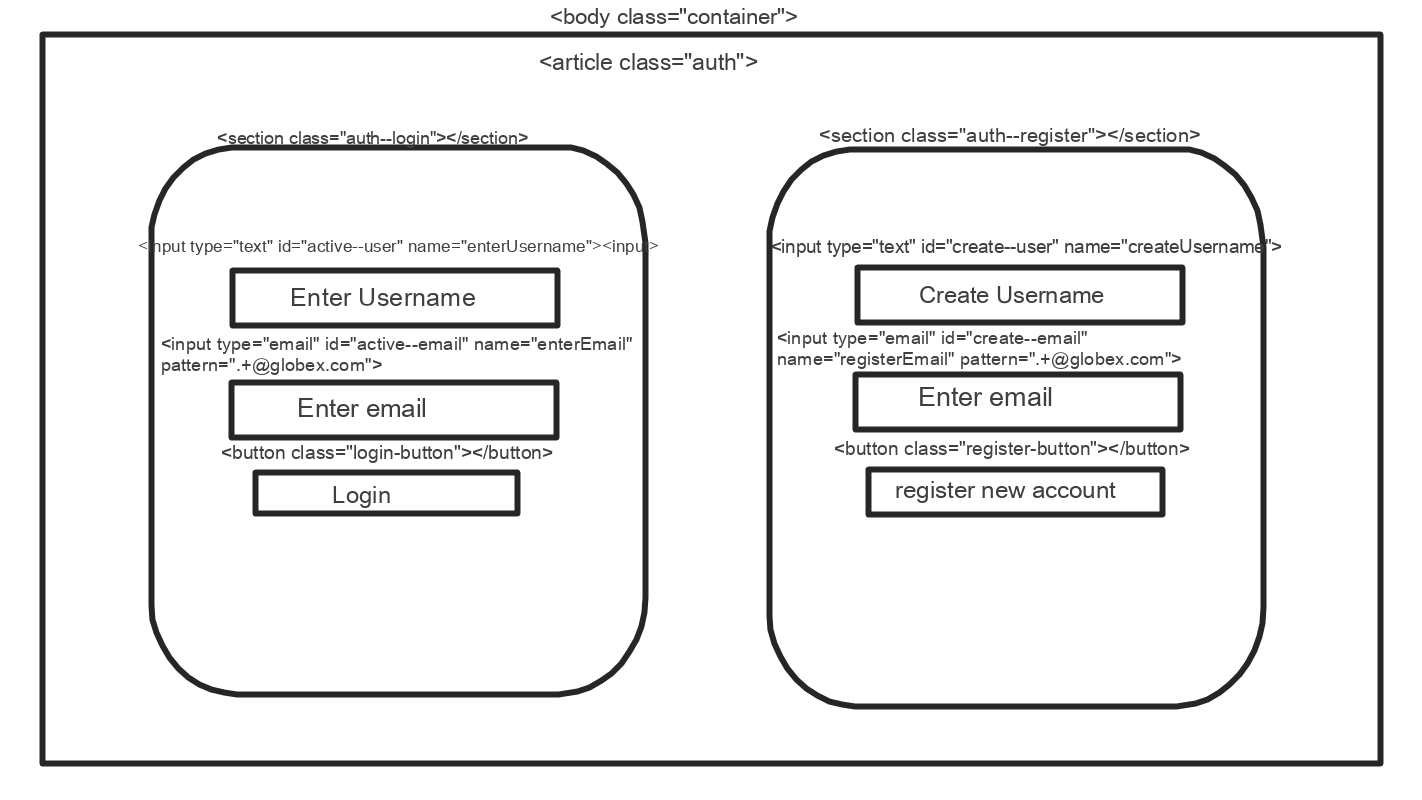 <body class="container">
<article class="auth">
<section class="auth--login"></section>
<input type="text" id="active--user" name="enterUsername"><input>
Enter Username
<input type="email" id="active--email" name="enterEmail"
pattern=".+@globex.com">
Enter email
<button class="login-button"></button>
Login
<section class="auth--register"></section>
<input type="text" id="create--user" name="createUsername">
Create Username
<input type="email" id="create--email"
name="registerEmail" pattern=".+@globex.com">
Enter email
<button class="register-button"></button>
register new account